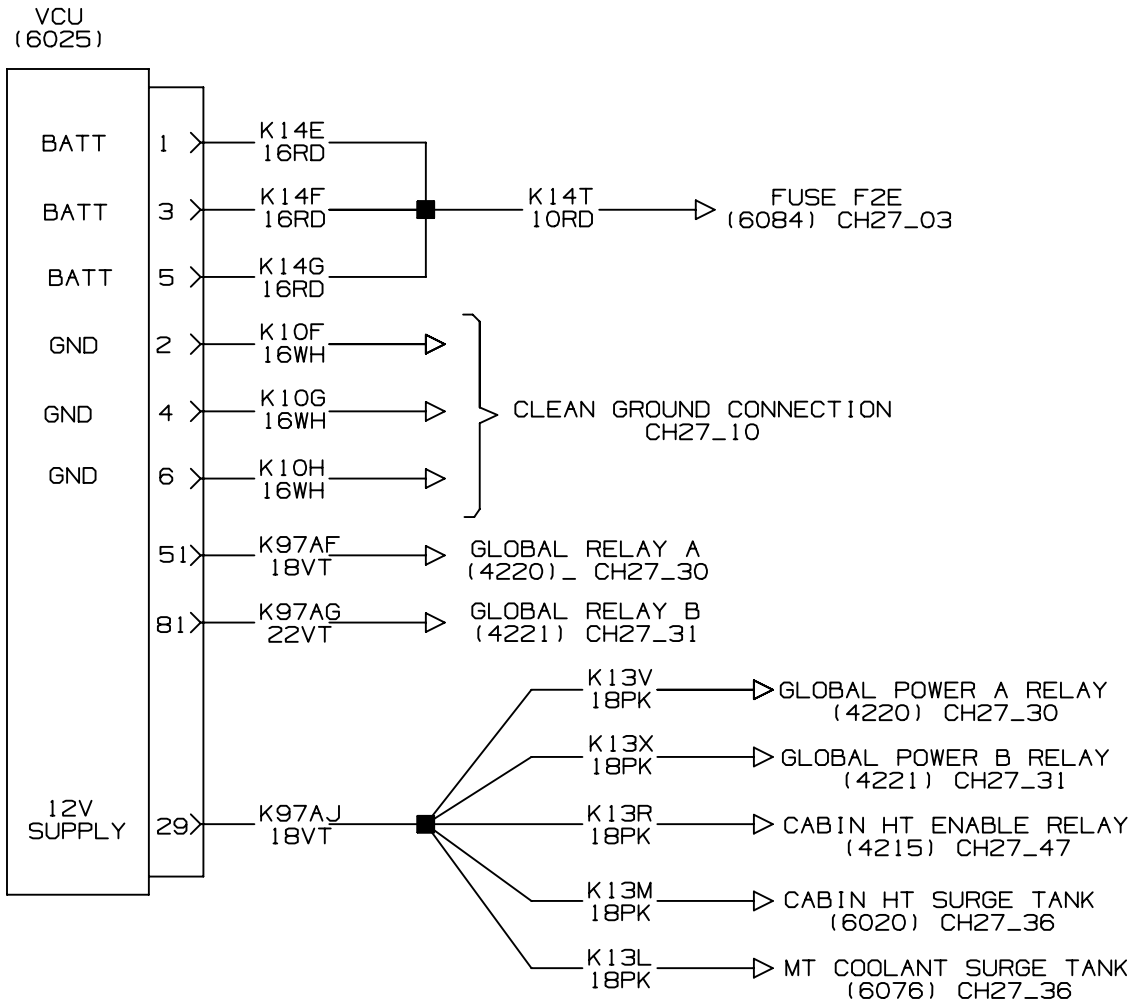 VCU
(6025)
BATT 1 K14E
16RD
BATT 3 K14F
16RD
K14T
10RD
FUSE F2E
(6084) CH27_03
BATT 5 K14G
16RD
GND 2 K10F
16WH
GND 4 K10G
16WH
CLEAN GROUND CONNECTION
CH27_10
GND 6 K10H
16WH
51 K97AF
18VT
GLOBAL RELAY A
(4220)_ CH27_30
81 K97AG
22VT
GLOBAL RELAY B
(4221) CH27_31
K13V
18PK
GLOBAL POWER A RELAY
(4220) CH27_30
K13X
18PK
GLOBAL POWER B RELAY
(4221) CH27_31
12V
SUPPLY
29 K97AJ
18VT
K13R
18PK
CABIN HT ENABLE RELAY
(4215) CH27_47
K13M
18PK
CABIN HT SURGE TANK
(6020) CH27_36
K13L
18PK
MT COOLANT SURGE TANK
(6076) CH27_36